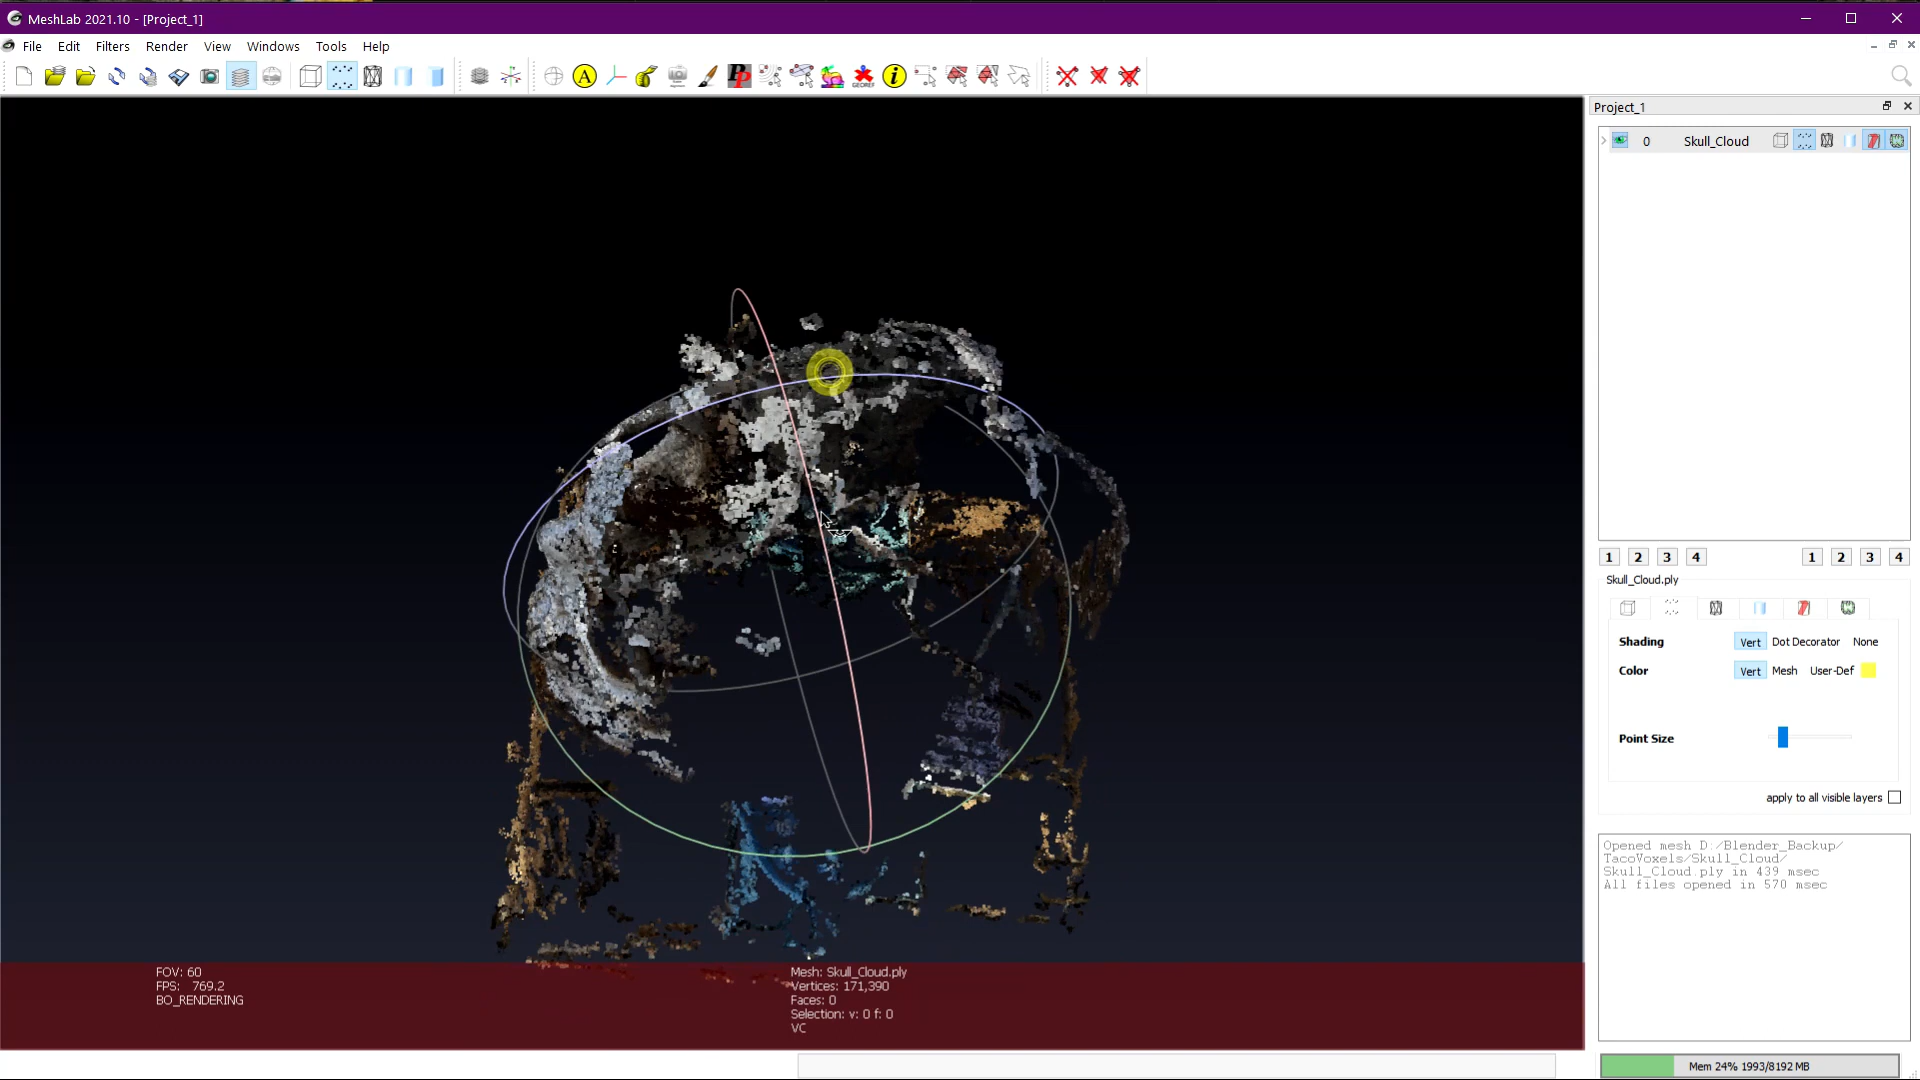 MeshLab 2021.10 - [Project_1]
File Edit Filters Render View Windows Tools Help
A PP GEOREF i
Project_1
0 Skull_Cloud
1 2 3 4 1 2 3 4
Skull_Cloud.ply
Shading Vert Dot Decorator None
Color Vert Mesh User-Def
Point Size
apply to all visible layers
Opened mesh D:/Blender_Backup/
TacoVoxels/Skull_Cloud/
Skull_Cloud.ply in 439 msec
All files opened in 570 msec
FOV: 60
FPS: 769.2
BO_RENDERING
Mesh: Skull_Cloud.ply
Vertices: 171,390
Faces: 0
Selection: v: 0 f: 0
VC
Mem 24% 1993/8192 MB